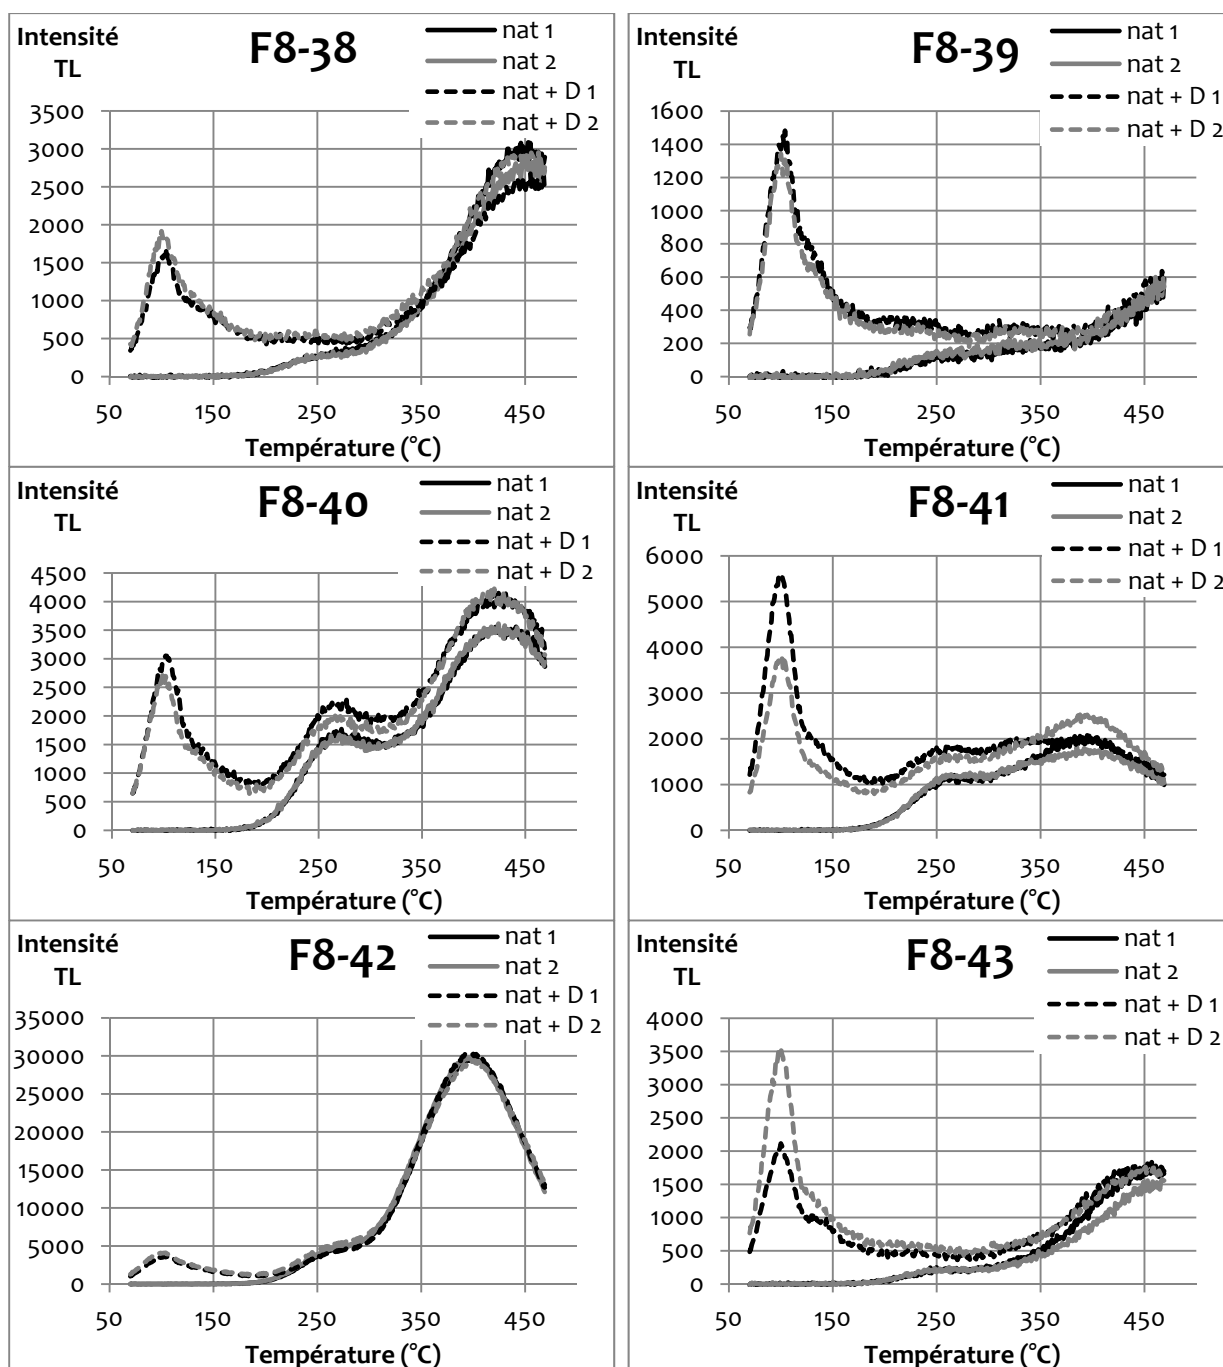 Intensité
TL
F8-38
nat 1
nat 2
nat + D 1
nat + D 2
3500
3000
2500
2000
1500
1000
500
0
50 150 250 350 450
Température (°C)
Intensité
TL
F8-39
nat 1
nat 2
nat + D 1
nat + D 2
1600
1400
1200
1000
800
600
400
200
0
50 150 250 350 450
Température (°C)
Intensité
TL
F8-40
nat 1
nat 2
nat + D 1
nat + D 2
4500
4000
3500
3000
2500
2000
1500
1000
500
0
50 150 250 350 450
Température (°C)
Intensité
TL
F8-41
nat 1
nat 2
nat + D 1
nat + D 2
6000
5000
4000
3000
2000
1000
0
50 150 250 350 450
Température (°C)
Intensité
TL
F8-42
nat 1
nat 2
nat + D 1
nat + D 2
35000
30000
25000
20000
15000
10000
5000
0
50 150 250 350 450
Température (°C)
Intensité
TL
F8-43
nat 1
nat 2
nat + D 1
nat + D 2
4000
3500
3000
2500
2000
1500
1000
500
0
50 150 250 350 450
Température (°C)